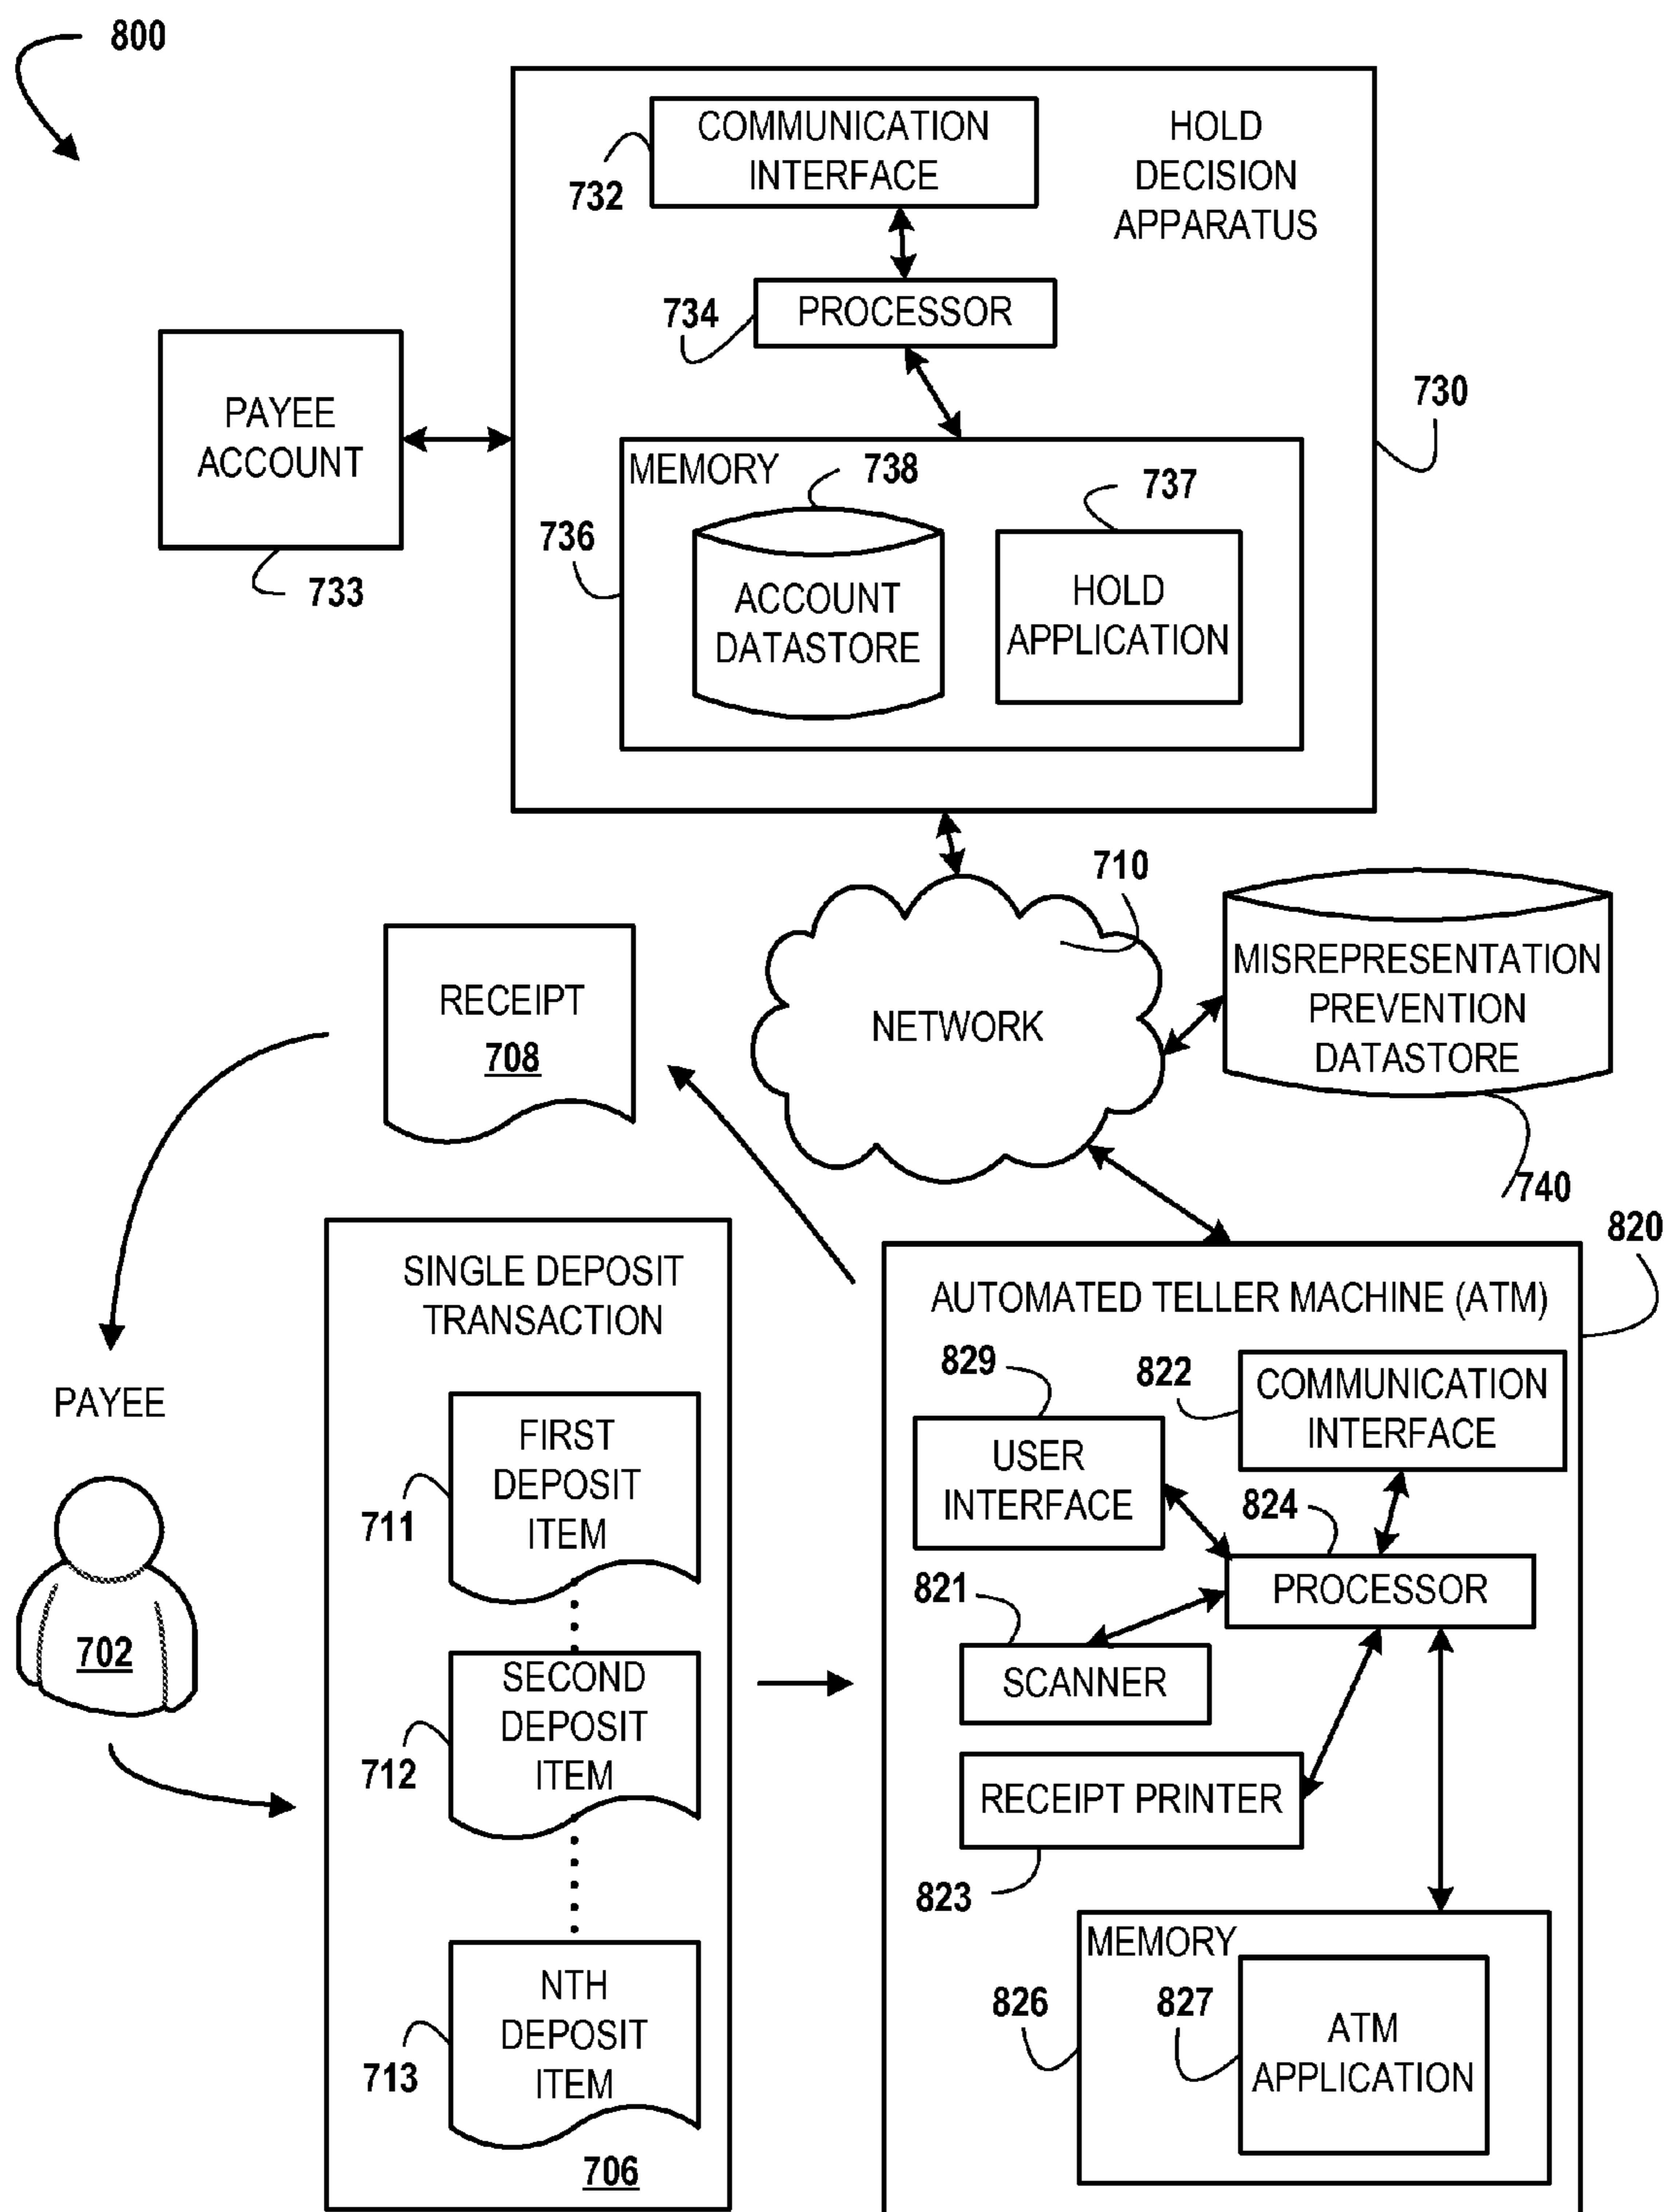 800
COMMUNICATION
INTERFACE
732
HOLD
DECISION
APPARATUS
734
PROCESSOR
730
PAYEE
ACCOUNT
733
MEMORY
738
737
736
ACCOUNT
DATASTORE
HOLD
APPLICATION
710
RECEIPT
708
NETWORK
MISREPRESENTATION
PREVENTION
DATASTORE
740
820
SINGLE DEPOSIT
TRANSACTION
AUTOMATED TELLER MACHINE (ATM)
PAYEE
702
FIRST
DEPOSIT
ITEM
711
SECOND
DEPOSIT
ITEM
712
NTH
DEPOSIT
ITEM
713
706
829
822
COMMUNICATION
INTERFACE
USER
INTERFACE
824
821
PROCESSOR
SCANNER
RECEIPT PRINTER
823
MEMORY
826
827
ATM
APPLICATION